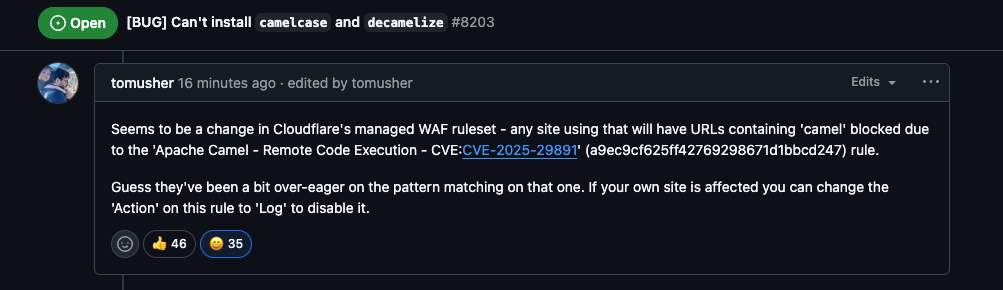 Open [BUG] Can't install camelcase and decamelize #8203
tomusher 16 minutes ago · edited by tomusher Edits
Seems to be a change in Cloudflare's managed WAF ruleset - any site using that will have URLs containing 'camel' blocked due
to the 'Apache Camel - Remote Code Execution - CVE:CVE-2025-29891' (a9ec9cf625ff42769298671d1bbcd247) rule.
Guess they've been a bit over-eager on the pattern matching on that one. If your own site is affected you can change the
'Action' on this rule to 'Log' to disable it.
👍 46 😄 35